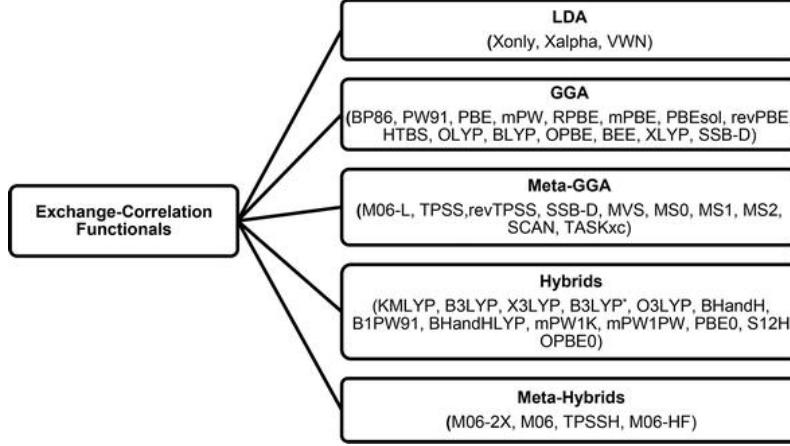 LDA
(Xonly, Xalpha, VWN)
GGA
(BP86, PW91, PBE, mPW, RPBE, mPBE, PBEsol, revPBE,
HTBS, OLYP, BLYP, OPBE, BEE, XLYP, SSB-D)
Exchange-Correlation
Functionals
Meta-GGA
(M06-L, TPSS,revTPSS, SSB-D, MVS, MS0, MS1, MS2,
SCAN, TASKxc)
Hybrids
(KMLYP, B3LYP, X3LYP, B3LYP*, O3LYP, BHandH,
B1PW91, BHandHLYP, mPW1K, mPW1PW, PBE0, S12H
OPBE0)
Meta-Hybrids
(M06-2X, M06, TPSSH, M06-HF)